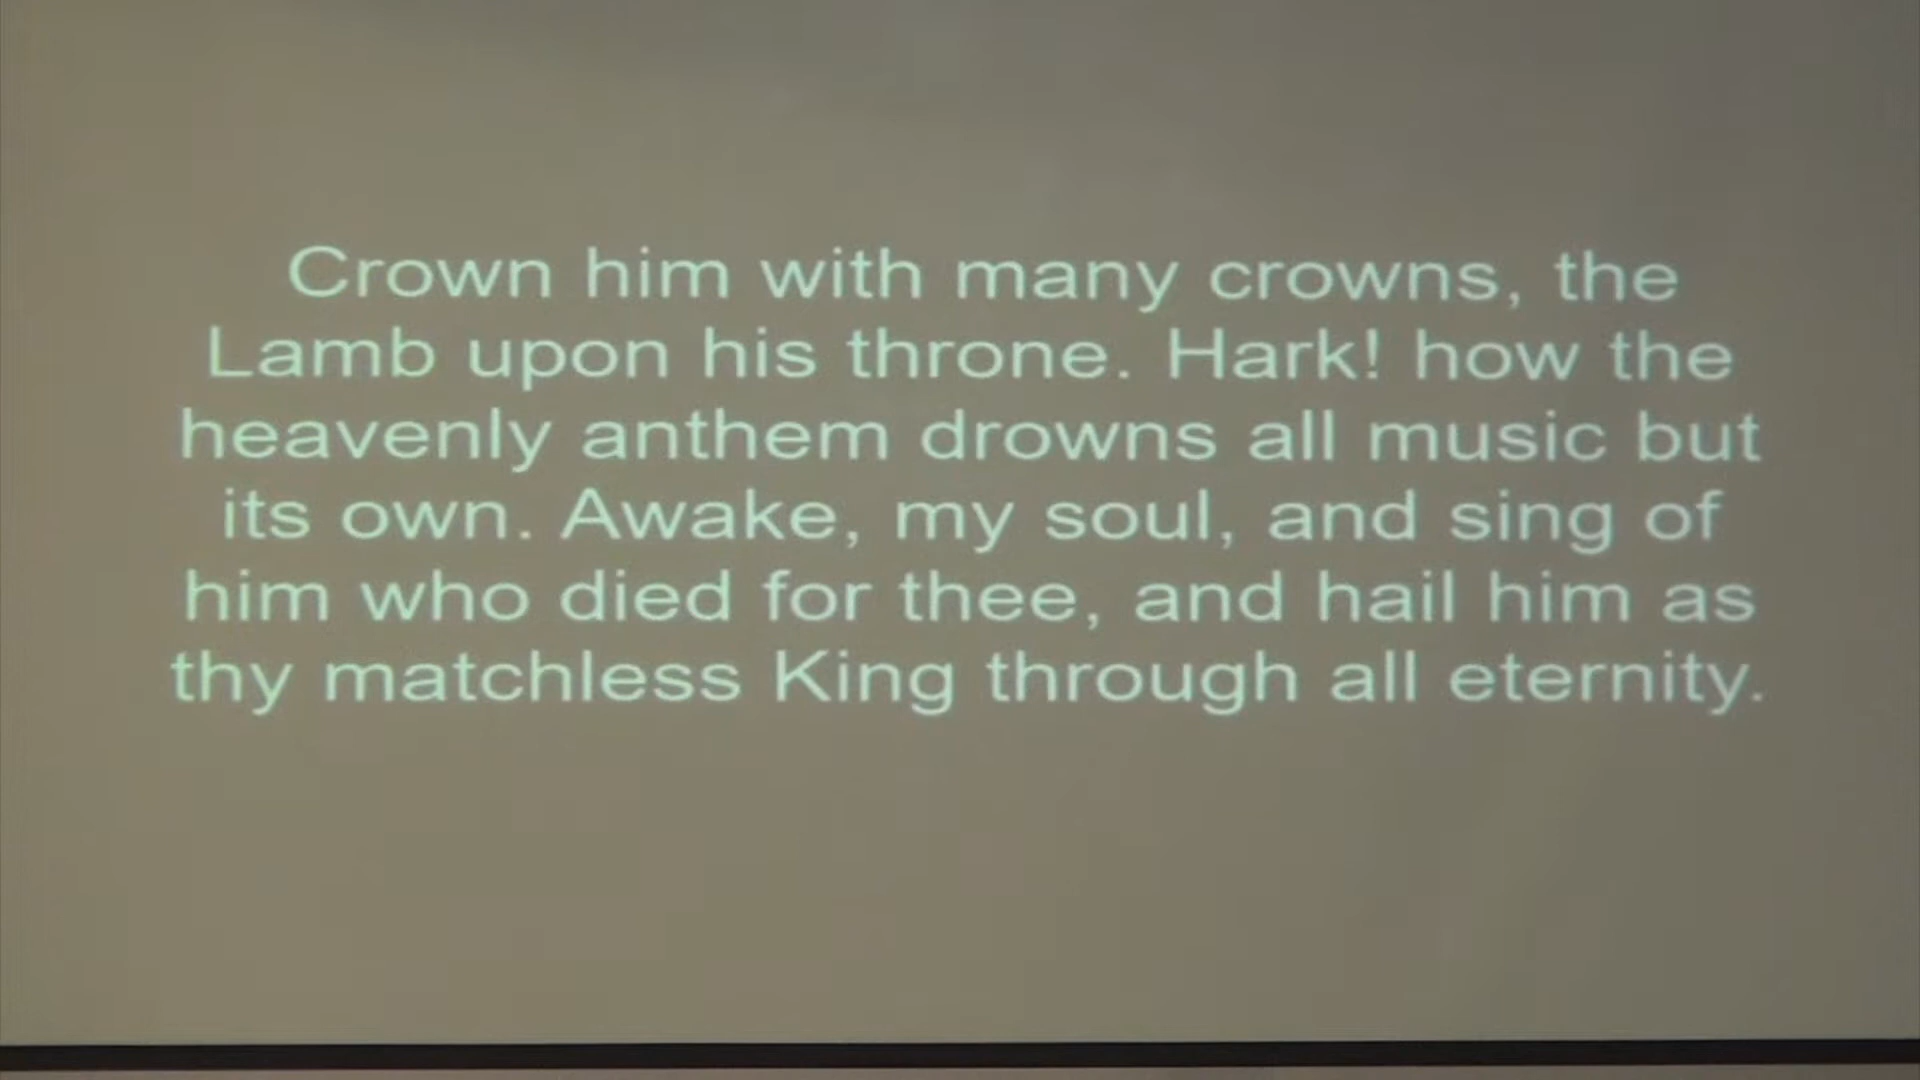 Crown him with many crowns, the
Lamb upon his throne. Hark! how the
heavenly anthem drowns all music but
its own. Awake, my soul, and sing of
him who died for thee, and hail him as
thy matchless King through all eternity.